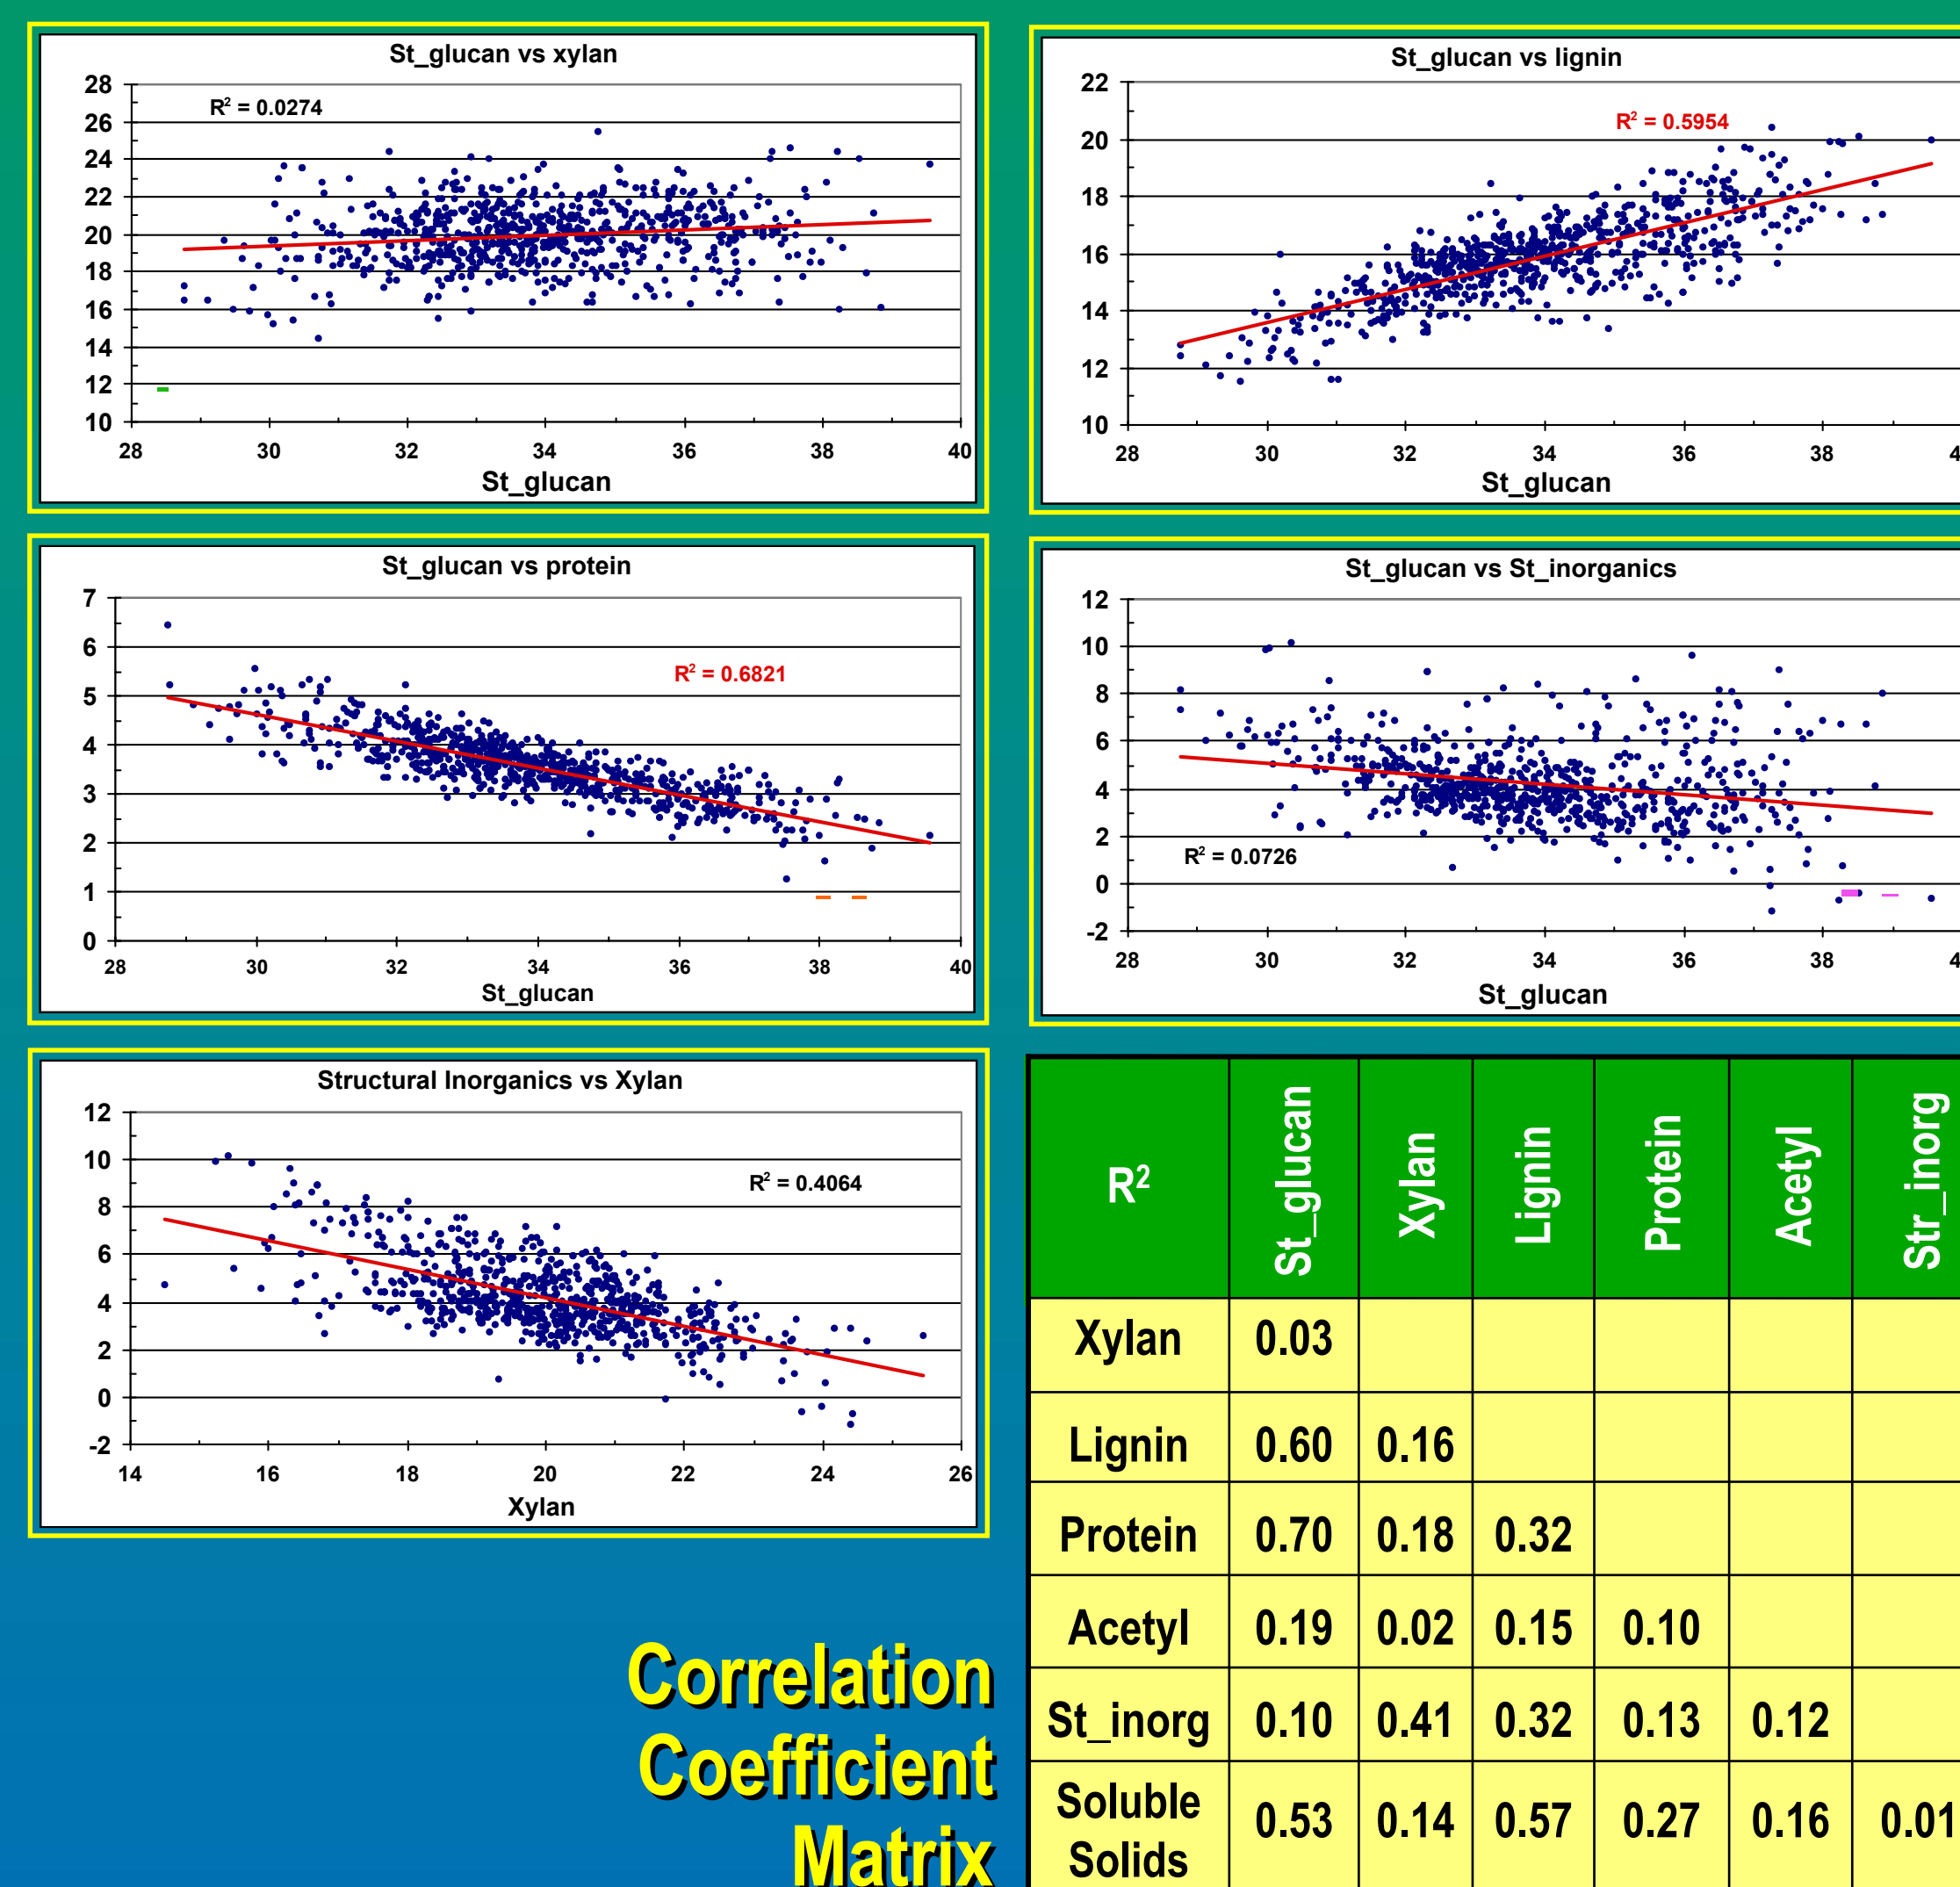 St_glucan vs xylan
R² = 0.0274
28
26
24
22
20
18
16
14
12
10
28 30 32 34 36 38 40
St_glucan
St_glucan vs lignin
R² = 0.5954
22
20
18
16
14
12
10
28 30 32 34 36 38 4
St_glucan
St_glucan vs protein
R² = 0.6821
7
6
5
4
3
2
1
0
28 30 32 34 36 38 40
St_glucan
St_glucan vs St_inorganics
12
10
8
6
4
2
R² = 0.0726
0
-2
28 30 32 34 36 38 4
St_glucan
Structural Inorganics vs Xylan
12
10
R² = 0.4064
8
6
4
2
0
-2
14 16 18 20 22 24 26
Xylan
R² St_glucan Xylan Lignin Protein Acetyl Str_inorg
Xylan 0.03
Lignin 0.60 0.16
Protein 0.70 0.18 0.32
Acetyl 0.19 0.02 0.15 0.10
St_inorg 0.10 0.41 0.32 0.13 0.12
Soluble
Solids 0.53 0.14 0.57 0.27 0.16 0.01
Correlation
Coefficient
Matrix